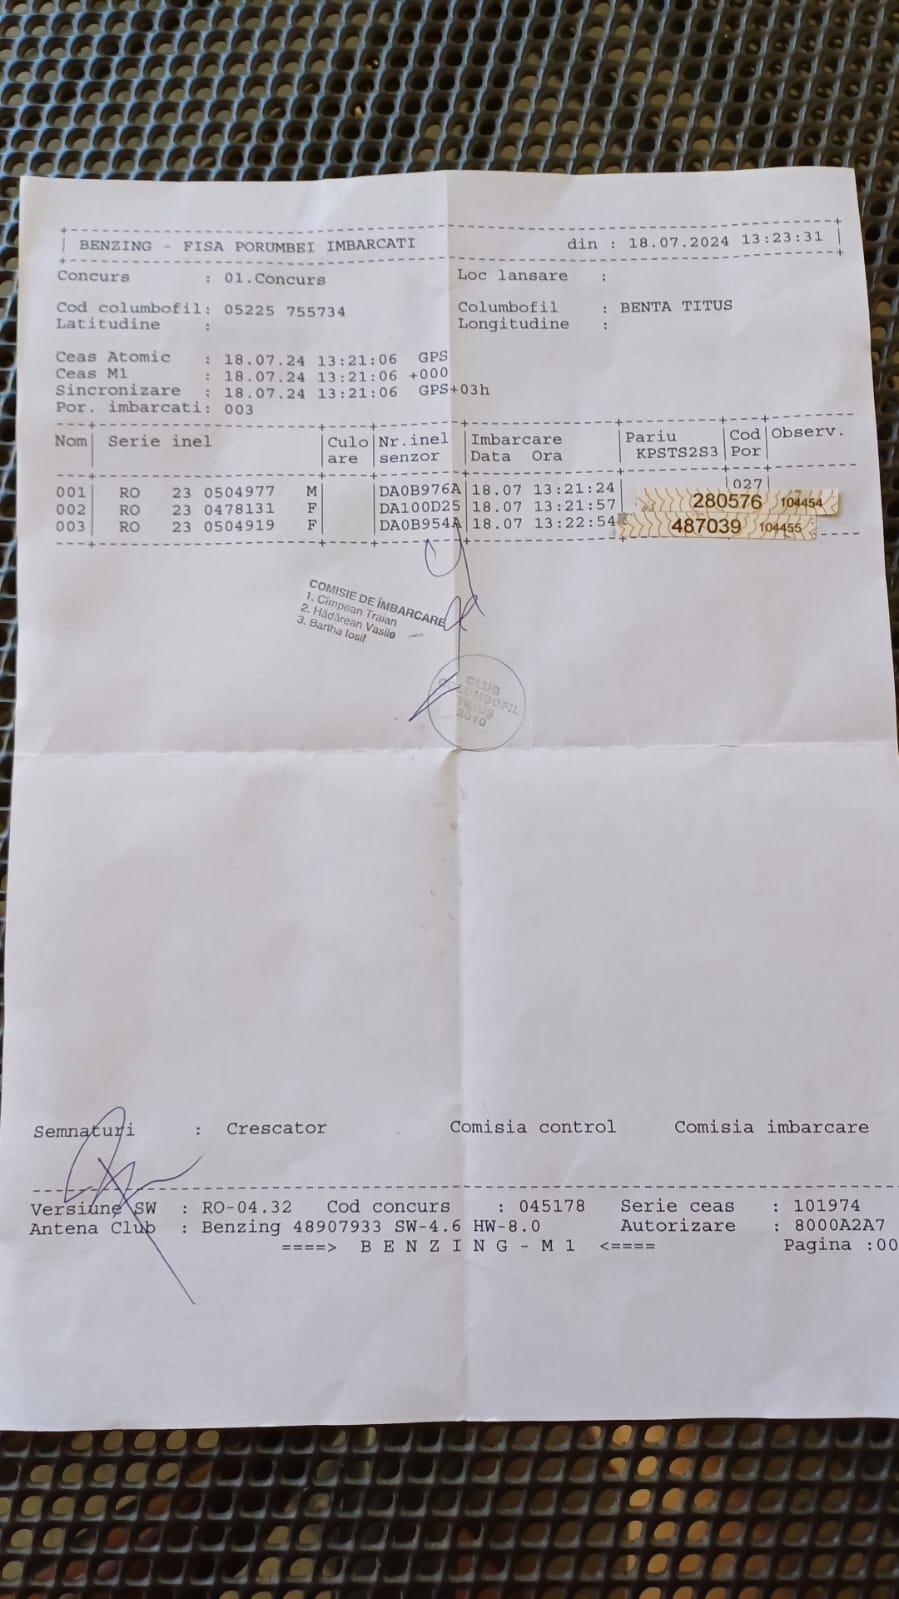 BENZING - FISA PORUMBEI IMBARCATI din : 18.07.2024 13:23:31
Concurs : 01.Concurs Loc lansare :
Cod columbofil: 05225 755734 Columbofil : BENTA TITUS
Latitudine : Longitudine :
Ceas Atomic : 18.07.24 13:21:06 GPS
Ceas M1 : 18.07.24 13:21:06 +000
Sincronizare : 18.07.24 13:21:06 GPS+03h
Por. imbarcati: 003
Nom| Serie inel |Culo|Nr.inel |Imbarcare |Pariu |Cod|Observ.
|are |senzor |Data Ora | KPSTS2S3 |Por|
001| RO 23 0504977 M| |DA0B976A|18.07 13:21:24| |027|
002| RO 23 0478131 F| |DA100D25|18.07 13:21:57| 280576 104454
003| RO 23 0504919 F| |DA0B954A|18.07 13:22:54| 487039 104455
COMISIE DE ÎMBARCARE
1. Cîmpean Traian
2. Hădărean Vasile
3. Bartha Iosif
CLUB
COLUMBOFIL
2010
Semnaturi : Crescator Comisia control Comisia imbarcare
Versiune SW : RO-04.32 Cod concurs : 045178 Serie ceas : 101974
Antena Club : Benzing 48907933 SW-4.6 HW-8.0 Autorizare : 8000A2A7
====> B E N Z I N G - M 1 <==== Pagina :00